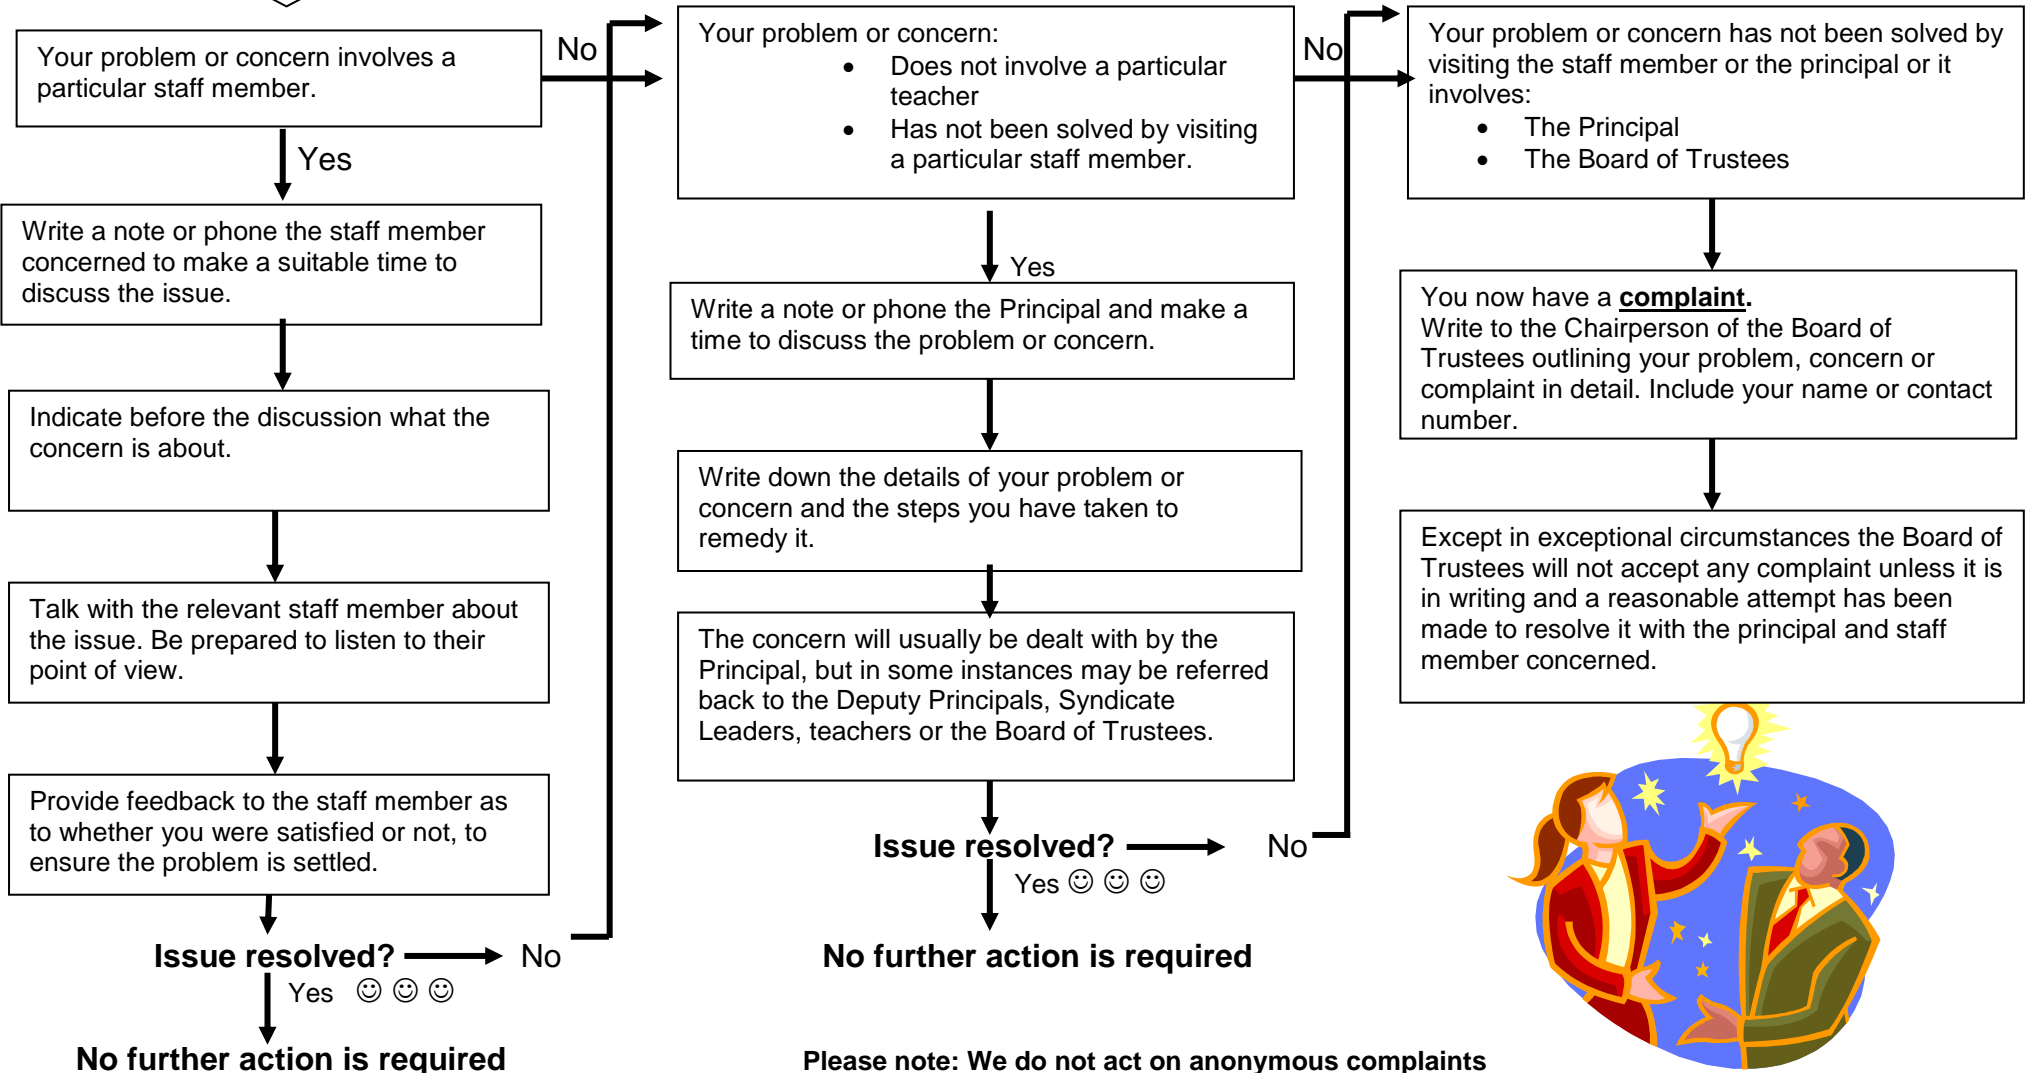 Your problem or concern involves a
particular staff member.
No
Yes
Write a note or phone the staff member
concerned to make a suitable time to
discuss the issue.
Indicate before the discussion what the
concern is about.
Talk with the relevant staff member about
the issue. Be prepared to listen to their
point of view.
Provide feedback to the staff member as
to whether you were satisfied or not, to
ensure the problem is settled.
Issue resolved?
No
Yes ☺ ☺ ☺
No further action is required
Your problem or concern:
• Does not involve a particular
teacher
• Has not been solved by visiting
a particular staff member.
No
Yes
Write a note or phone the Principal and make a
time to discuss the problem or concern.
Write down the details of your problem or
concern and the steps you have taken to
remedy it.
The concern will usually be dealt with by the
Principal, but in some instances may be referred
back to the Deputy Principals, Syndicate
Leaders, teachers or the Board of Trustees.
Issue resolved?
No
Yes ☺ ☺ ☺
No further action is required
Your problem or concern has not been solved by
visiting the staff member or the principal or it
involves:
• The Principal
• The Board of Trustees
You now have a complaint.
Write to the Chairperson of the Board of
Trustees outlining your problem, concern or
complaint in detail. Include your name or contact
number.
Except in exceptional circumstances the Board of
Trustees will not accept any complaint unless it is
in writing and a reasonable attempt has been
made to resolve it with the principal and staff
member concerned.
Please note: We do not act on anonymous complaints